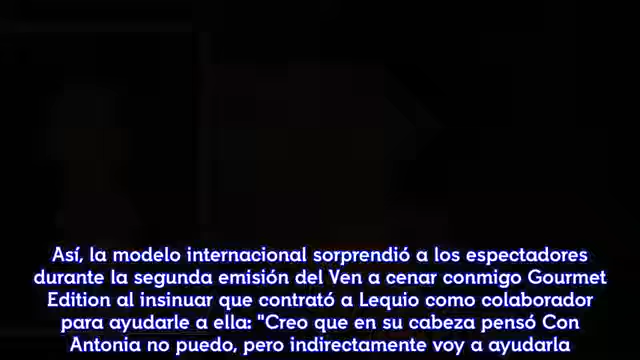 Así, la modelo internacional sorprendió a los espectadores
durante la segunda emisión del Ven a cenar conmigo Gourmet
Edition al insinuar que contrató a Lequio como colaborador
para ayudarle a ella: "Creo que en su cabeza pensó Con
Antonia no puedo, pero indirectamente voy a ayudarla